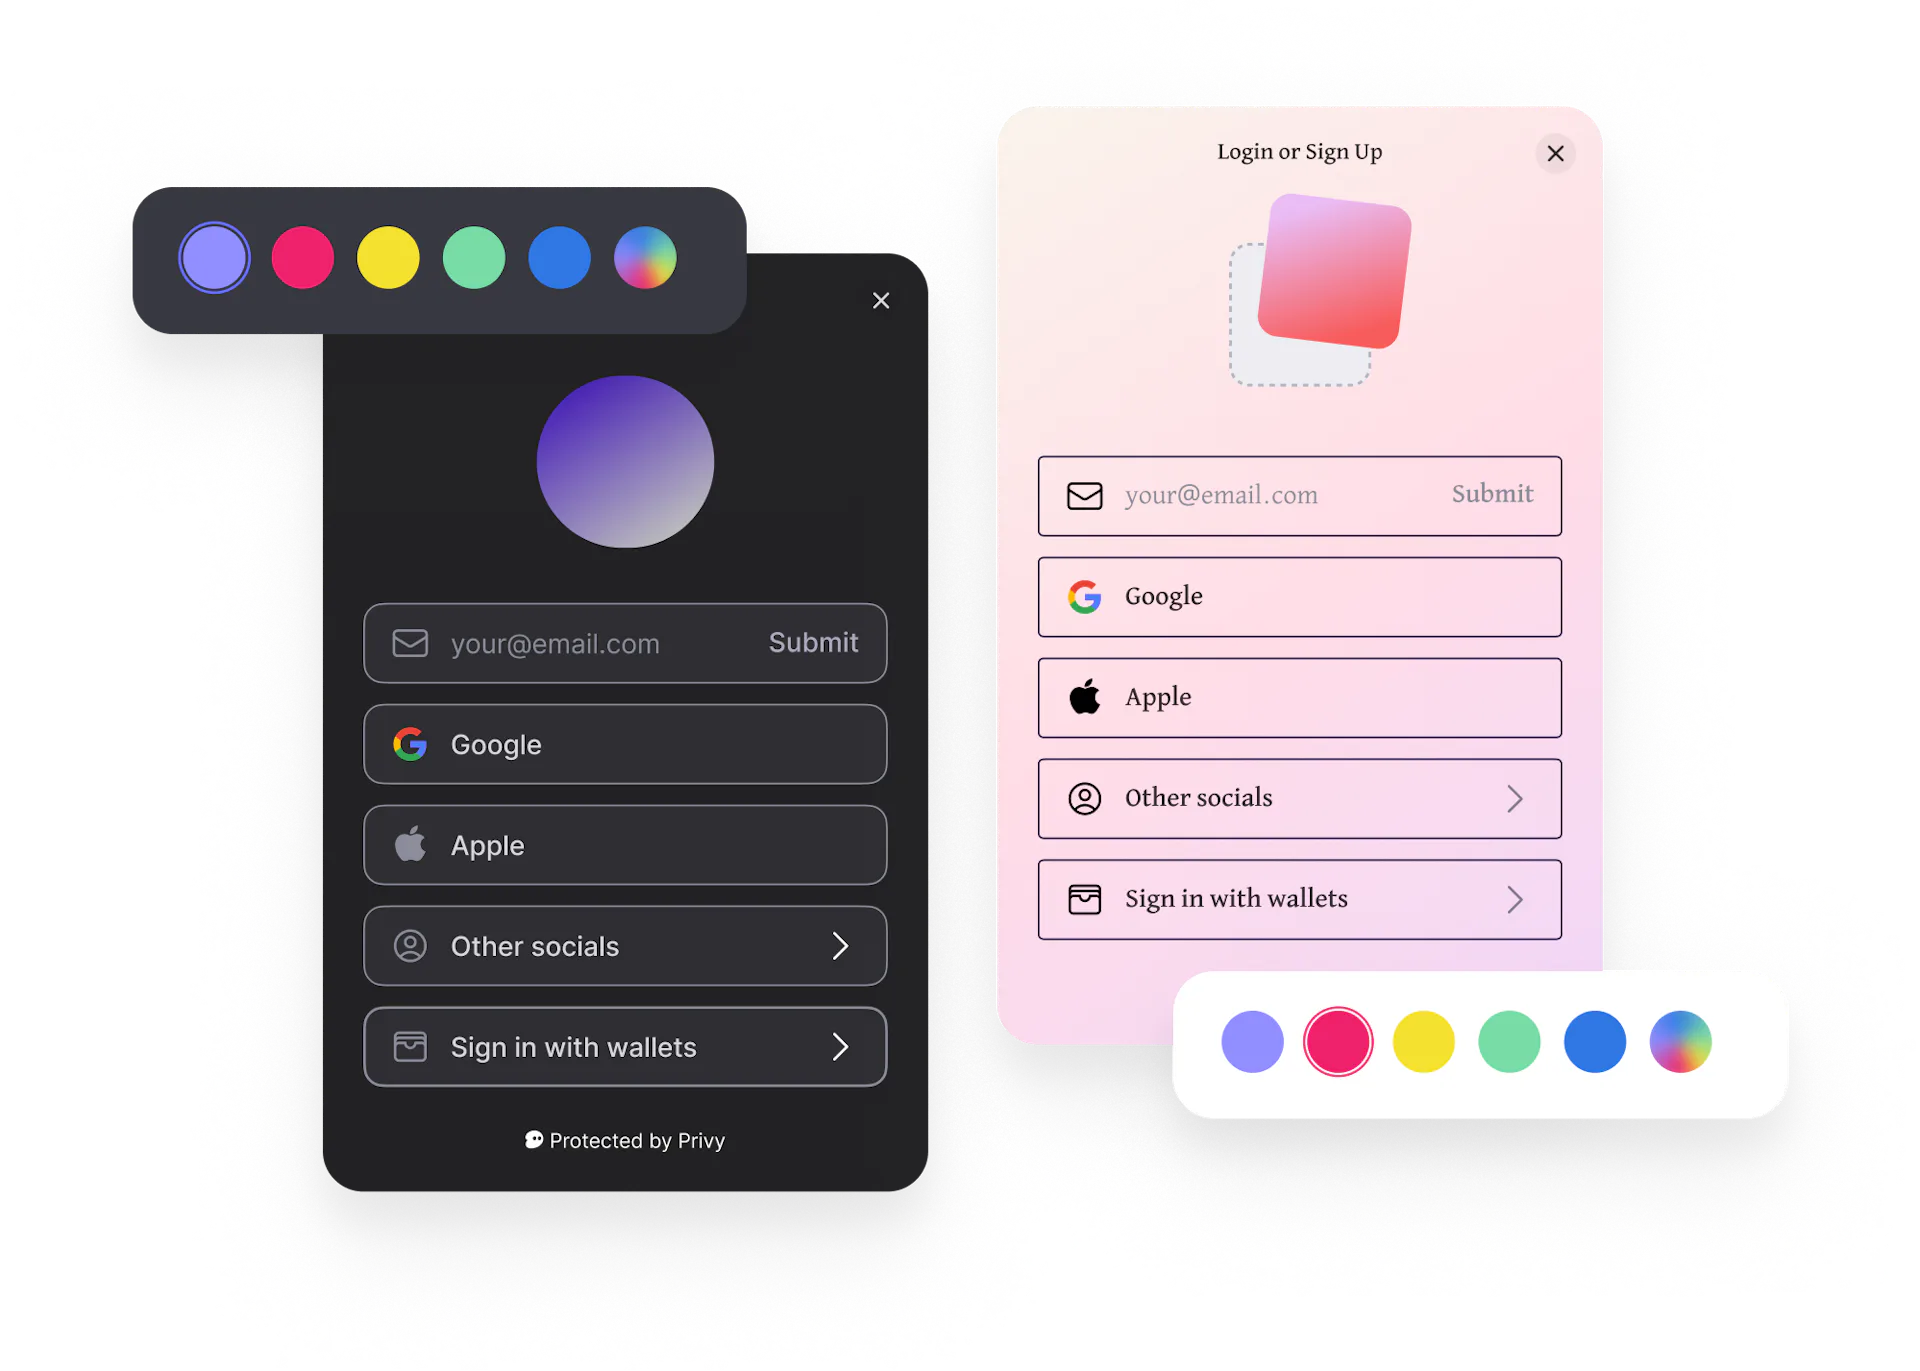 your@email.com Submit
Google
Apple
Other socials
Sign in with wallets
Protected by Privy
Login or Sign Up
your@email.com Submit
Google
Apple
Other socials
Sign in with wallets